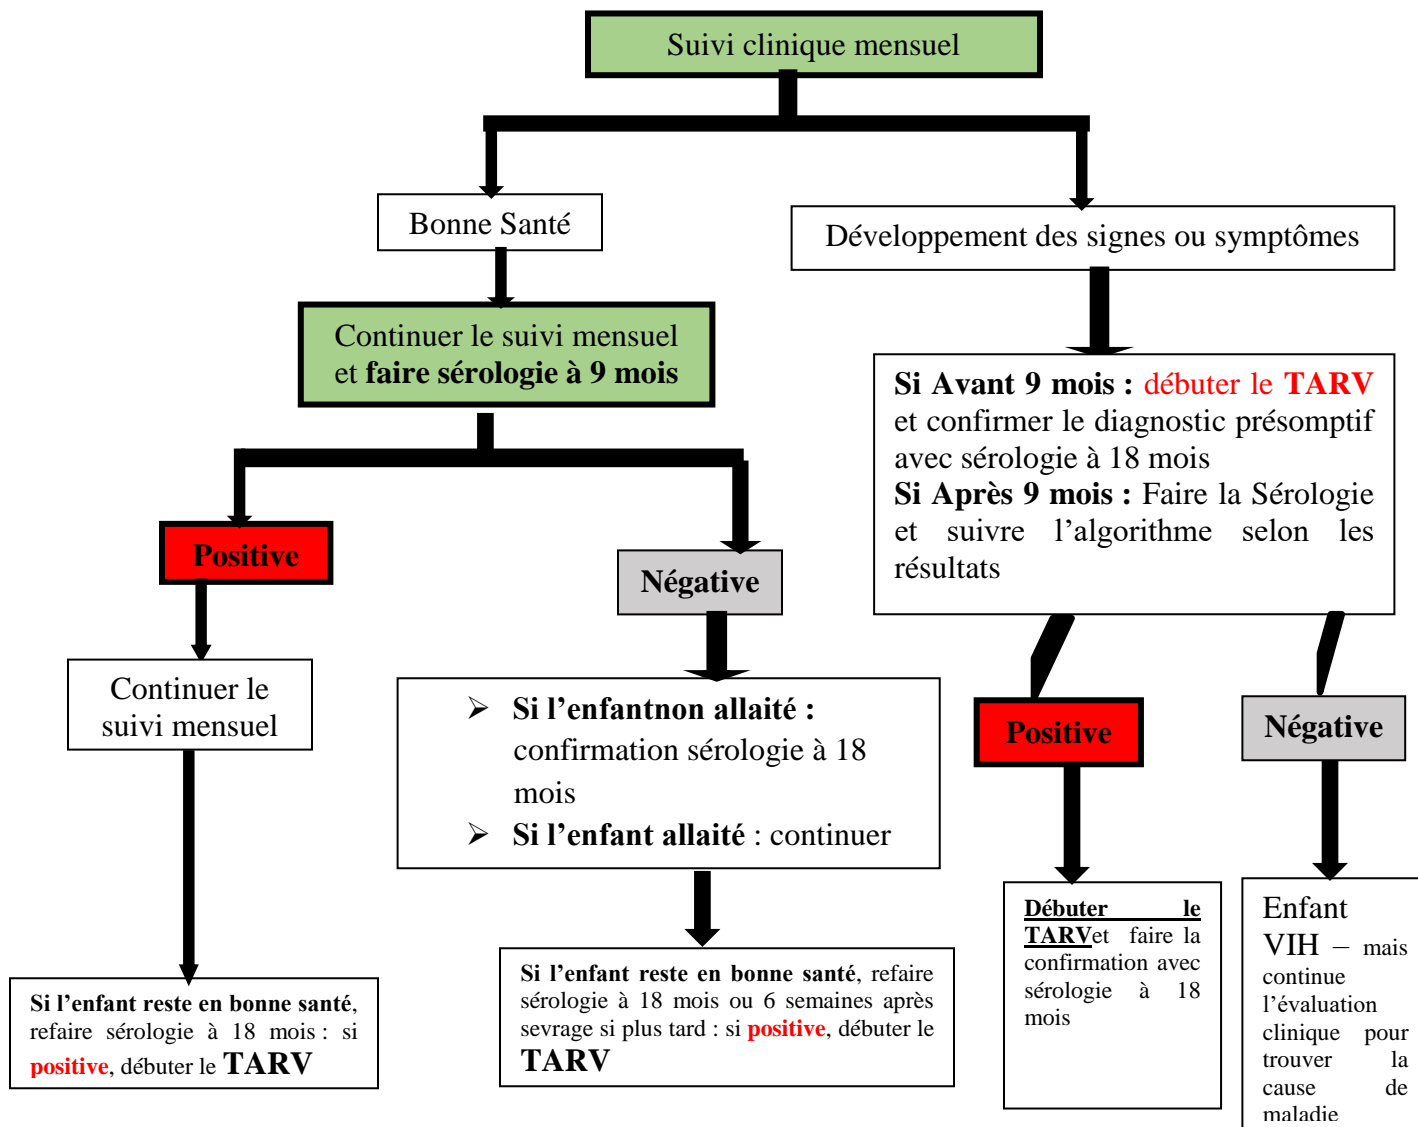 Suivi clinique mensuel
Bonne Santé
Développement des signes ou symptômes
Continuer le suivi mensuel
et faire sérologie à 9 mois
Si Avant 9 mois : débuter le TARV
et confirmer le diagnostic présomptif
avec sérologie à 18 mois
Si Après 9 mois : Faire la Sérologie
et suivre l’algorithme selon les
résultats
Positive
Négative
Continuer le
suivi mensuel
➢ Si l’enfantnon allaité :
confirmation sérologie à 18
mois
➢ Si l’enfant allaité : continuer
Positive
Négative
Si l’enfant reste en bonne santé,
refaire sérologie à 18 mois : si
positive, débuter le TARV
Si l’enfant reste en bonne santé, refaire
sérologie à 18 mois ou 6 semaines après
sevrage si plus tard : si positive, débuter le
TARV
Débuter le
TARVet faire la
confirmation avec
sérologie à 18
mois
Enfant
VIH – mais
continue
l’évaluation
clinique pour
trouver la
cause de
maladie